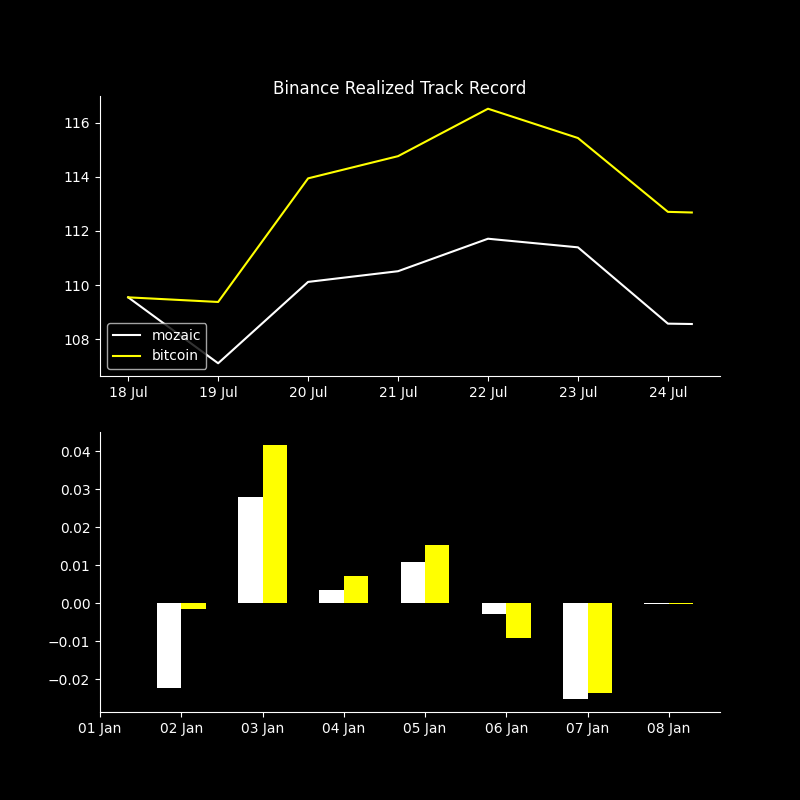 Binance Realized Track Record
116
114
112
110
108
mozaic
bitcoin
18 Jul 19 Jul 20 Jul 21 Jul 22 Jul 23 Jul 24 Jul
0.04
0.03
0.02
0.01
0.00
−0.01
−0.02
01 Jan 02 Jan 03 Jan 04 Jan 05 Jan 06 Jan 07 Jan 08 Jan